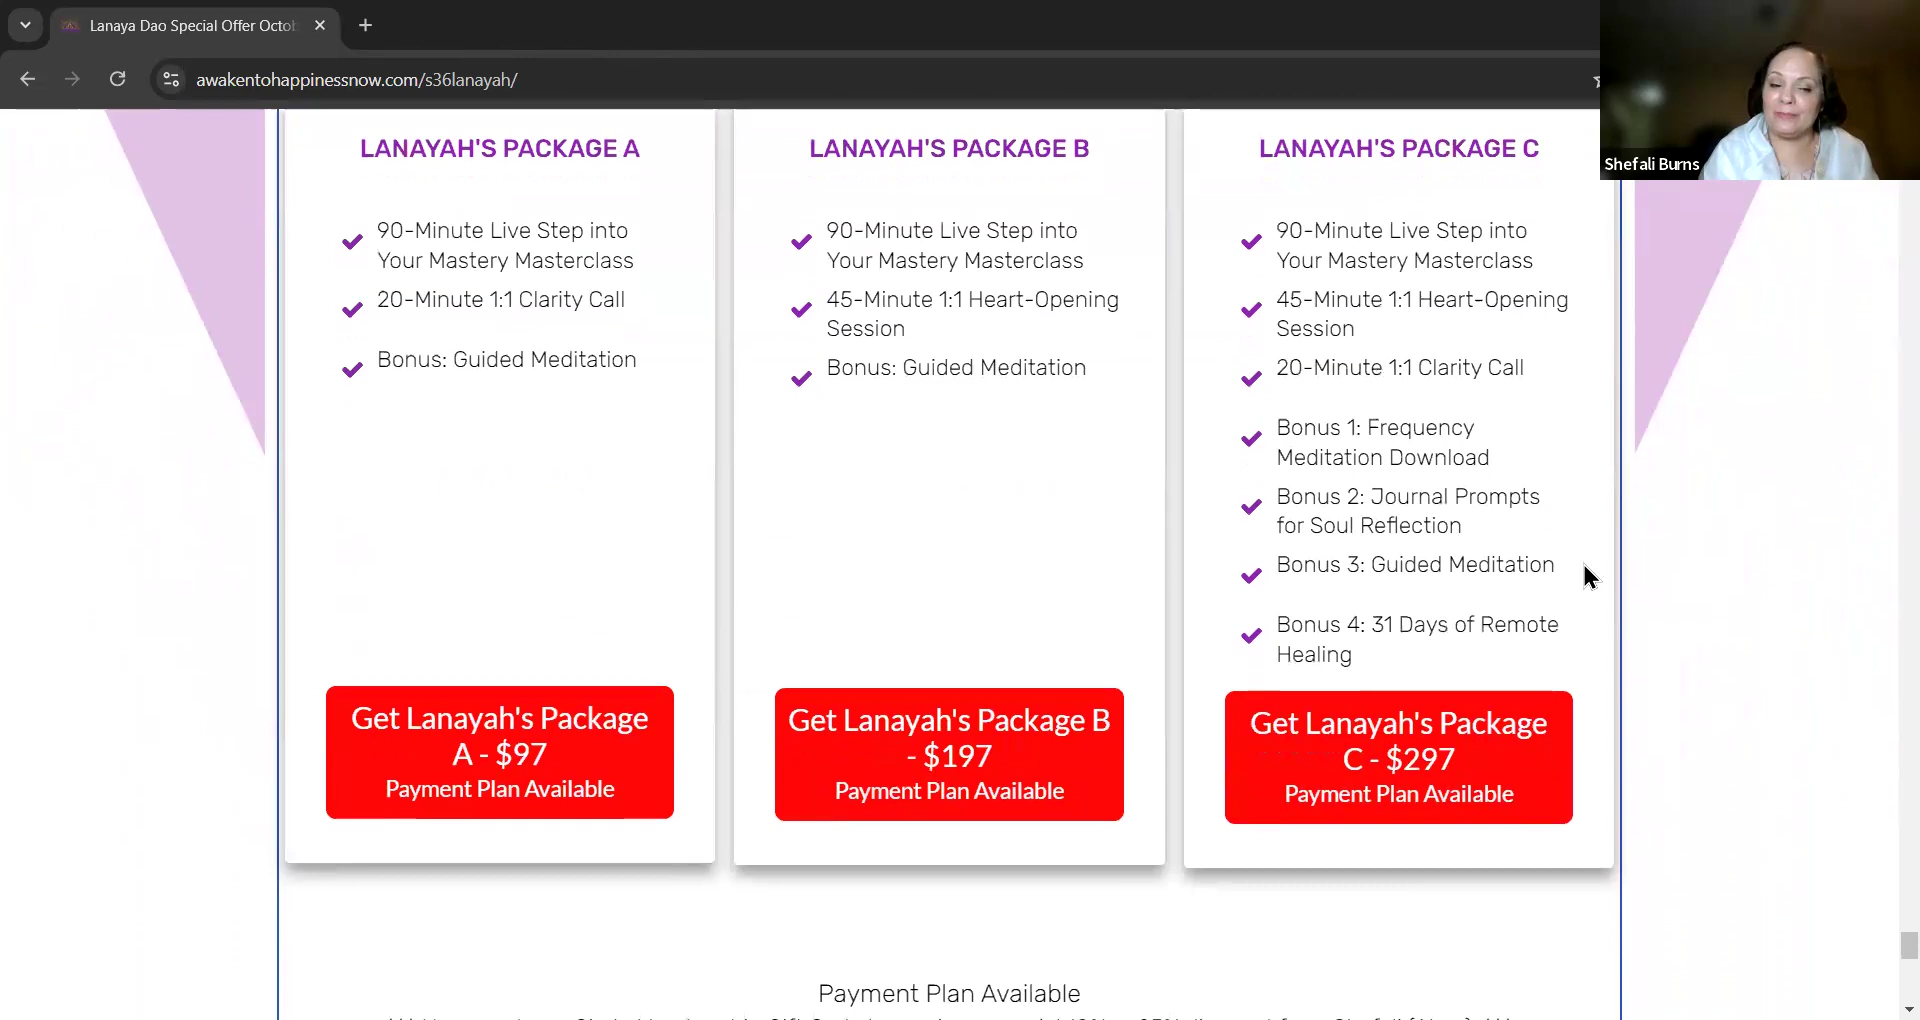 Lanaya Dao Special Offer Octo
awakentohappinessnow.com/s36lanayah/
Shefali Burns
LANAYAH'S PACKAGE A
90-Minute Live Step into
Your Mastery Masterclass
20-Minute 1:1 Clarity Call
Bonus: Guided Meditation
Get Lanayah's Package
A - $97
Payment Plan Available
LANAYAH'S PACKAGE B
90-Minute Live Step into
Your Mastery Masterclass
45-Minute 1:1 Heart-Opening
Session
Bonus: Guided Meditation
Get Lanayah's Package B
- $197
Payment Plan Available
LANAYAH'S PACKAGE C
90-Minute Live Step into
Your Mastery Masterclass
45-Minute 1:1 Heart-Opening
Session
20-Minute 1:1 Clarity Call
Bonus 1: Frequency
Meditation Download
Bonus 2: Journal Prompts
for Soul Reflection
Bonus 3: Guided Meditation
Bonus 4: 31 Days of Remote
Healing
Get Lanayah's Package
C - $297
Payment Plan Available
Payment Plan Available